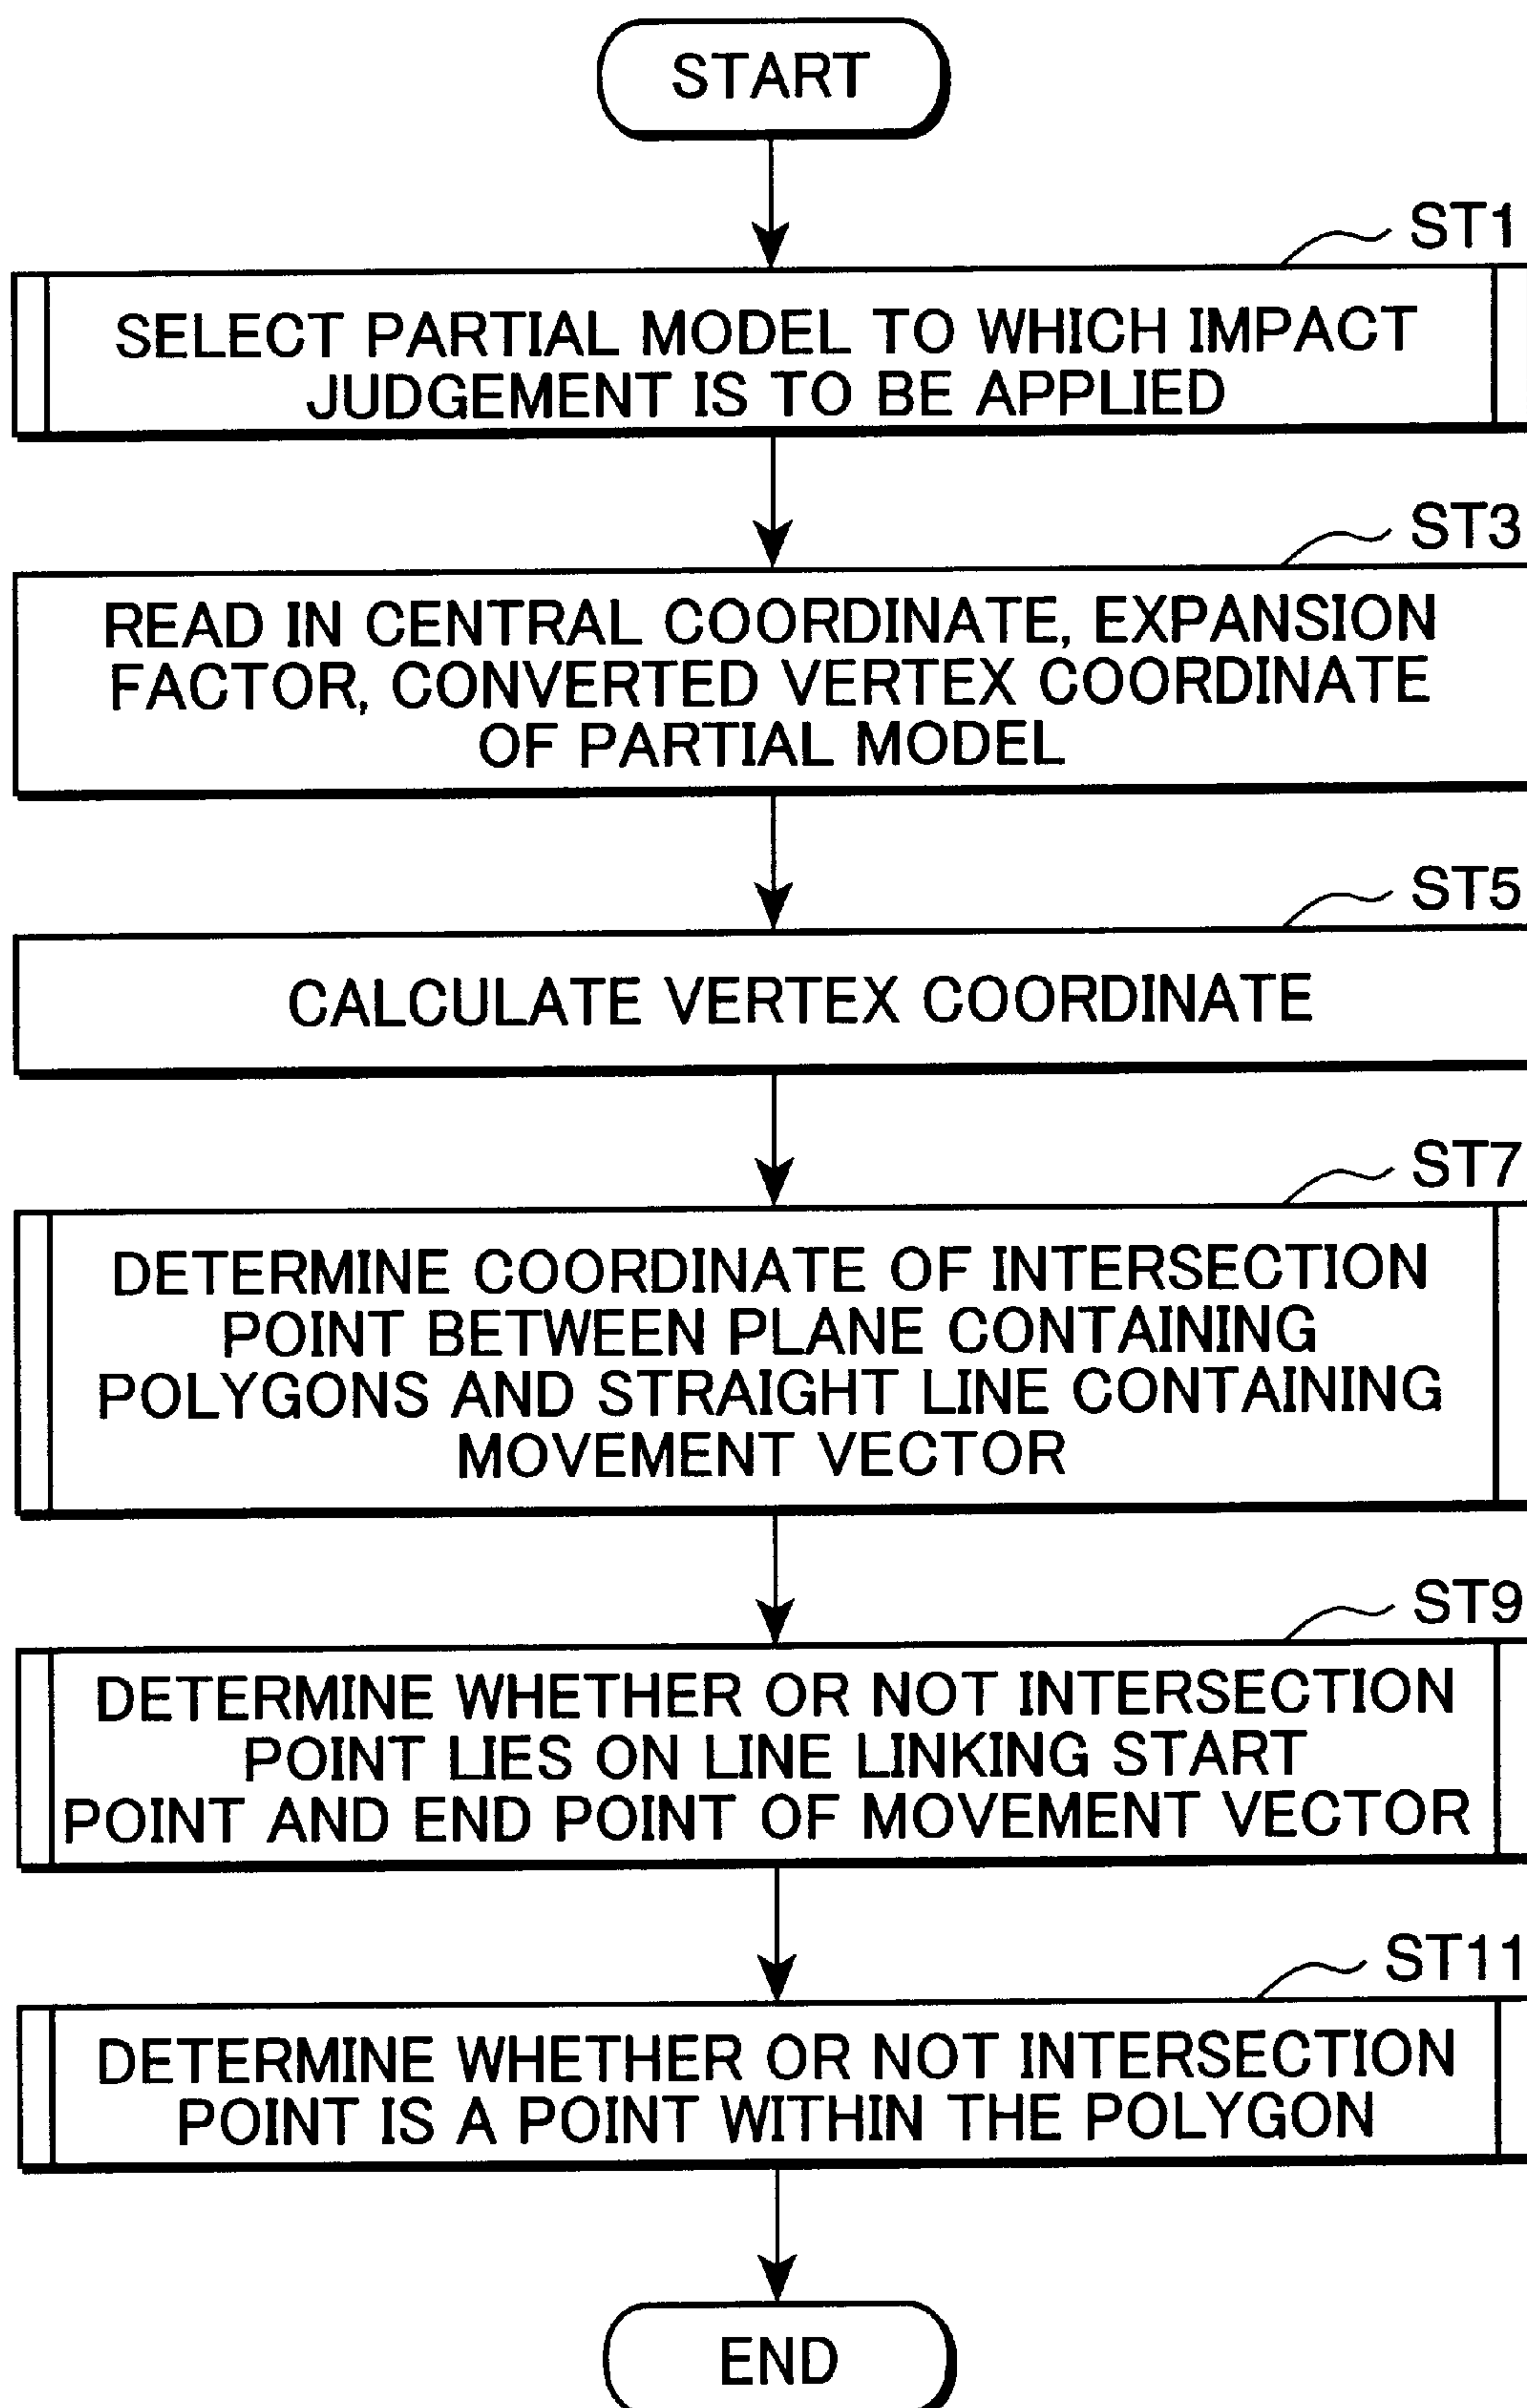 START
ST1
SELECT PARTIAL MODEL TO WHICH IMPACT
JUDGEMENT IS TO BE APPLIED
ST3
READ IN CENTRAL COORDINATE, EXPANSION
FACTOR, CONVERTED VERTEX COORDINATE
OF PARTIAL MODEL
ST5
CALCULATE VERTEX COORDINATE
ST7
DETERMINE COORDINATE OF INTERSECTION
POINT BETWEEN PLANE CONTAINING
POLYGONS AND STRAIGHT LINE CONTAINING
MOVEMENT VECTOR
ST9
DETERMINE WHETHER OR NOT INTERSECTION
POINT LIES ON LINE LINKING START
POINT AND END POINT OF MOVEMENT VECTOR
ST11
DETERMINE WHETHER OR NOT INTERSECTION
POINT IS A POINT WITHIN THE POLYGON
END